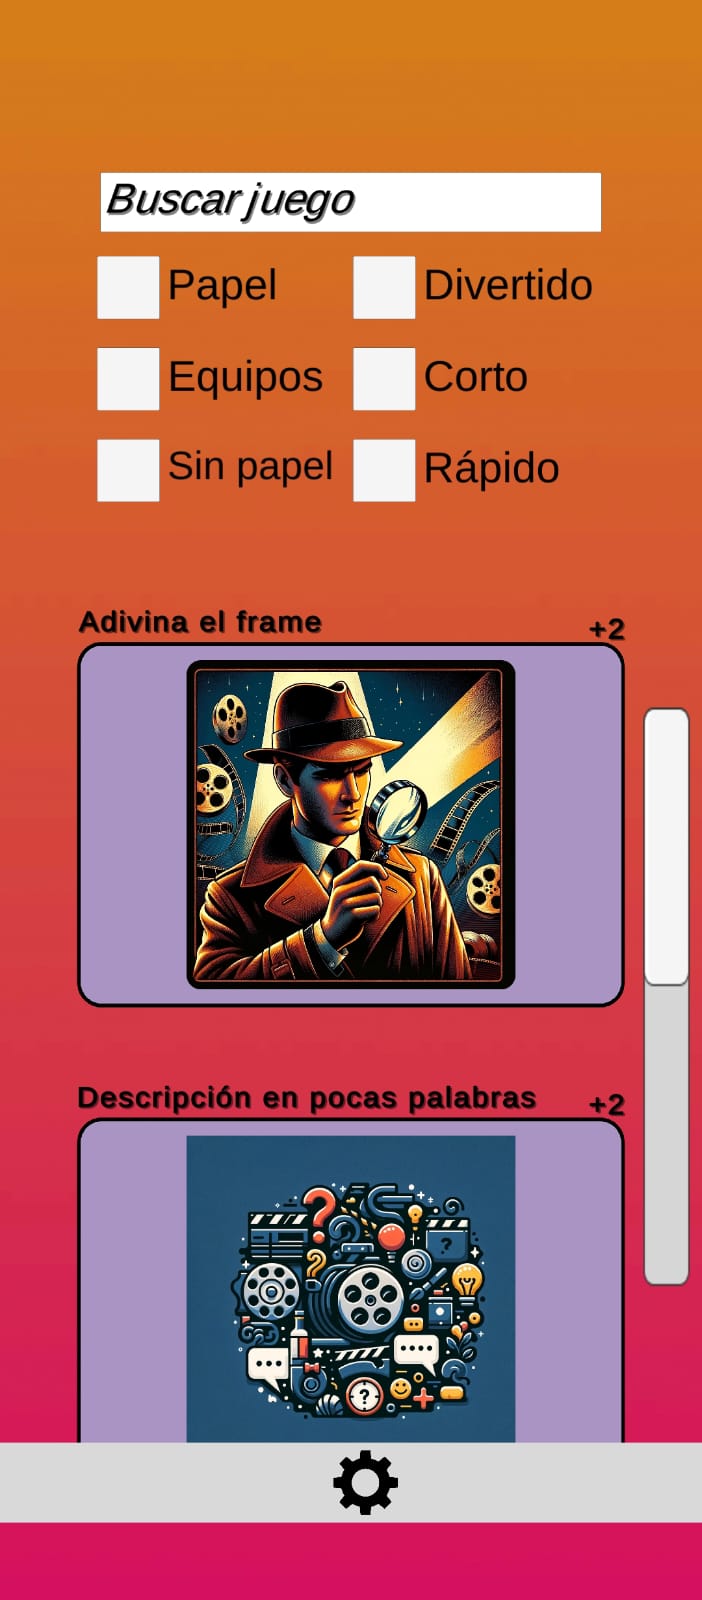 Buscar juego
Papel Divertido
Equipos Corto
Sin papel Rápido
Adivina el frame +2
Descripción en pocas palabras +2